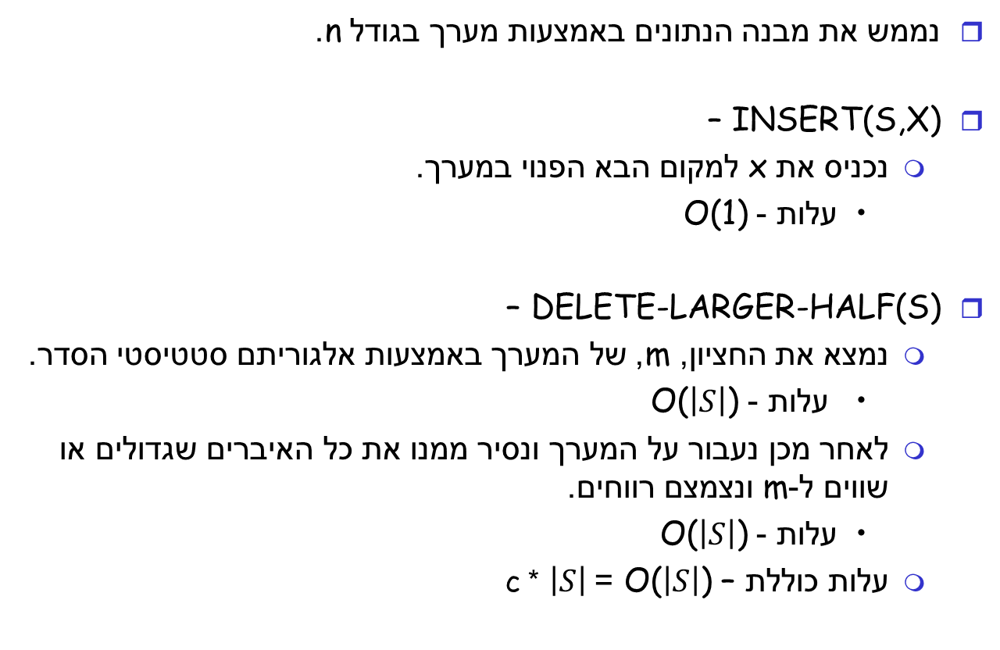 נממש את מבנה הנתונים באמצעות מערך בגודל n.
INSERT(S,X) –
נכניס את x למקום הבא הפנוי במערך.
עלות - O(1)
DELETE-LARGER-HALF(S) –
נמצא את החציון, m, של המערך באמצעות אלגוריתם סטטיסטי הסדר.
עלות - O(|S|)
לאחר מכן נעבור על המערך ונסיר ממנו את כל האיברים שגדולים או
שווים ל-m ונצמצם רווחים.
עלות - O(|S|)
עלות כוללת – c * |S| = O(|S|)